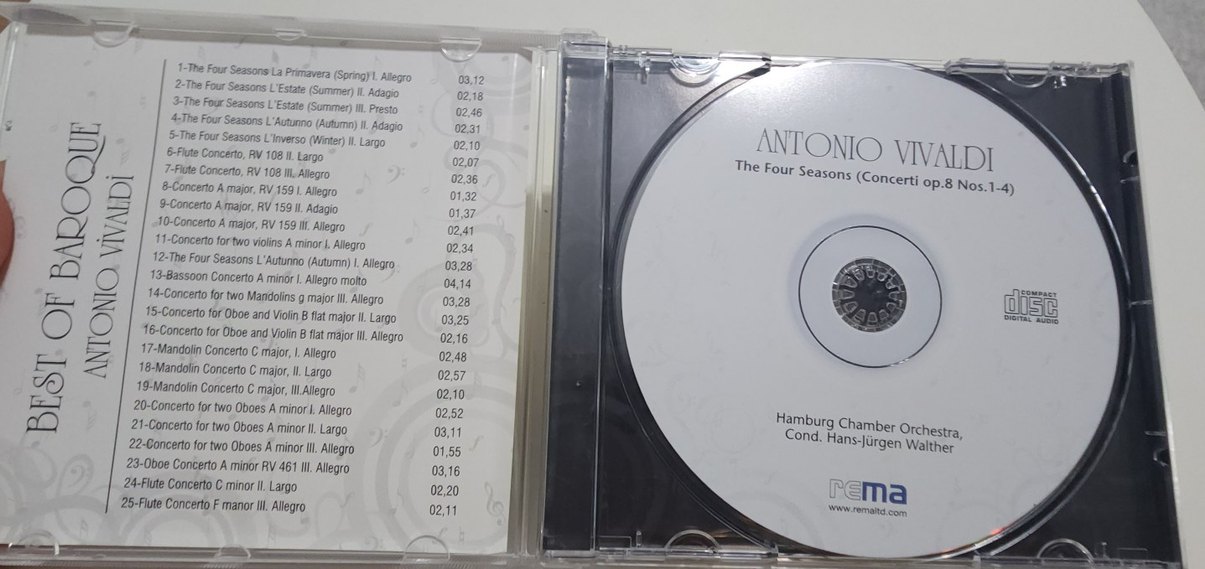 BEST OF BAROQUE
ANTONIO VİVALDİ
1-The Four Seasons La Primavera (Spring) I. Allegro 03,12
2-The Four Seasons L'Estate (Summer) II. Adagio 02,18
3-The Four Seasons L'Estate (Summer) III. Presto 02,46
4-The Four Seasons L'Autunno (Autumn) II. Adagio 02,31
5-The Four Seasons L'Inverso (Winter) II. Largo 02,10
6-Flute Concerto, RV 108 II. Largo 02,07
7-Flute Concerto, RV 108 III. Allegro 02,36
8-Concerto A major, RV 159 I. Allegro 01,32
9-Concerto A major, RV 159 II. Adagio 01,37
10-Concerto A major, RV 159 III. Allegro 02,41
11-Concerto for two violins A minor I. Allegro 02,34
12-The Four Seasons L'Autunno (Autumn) I. Allegro 03,28
13-Bassoon Concerto A minor I. Allegro molto 04,14
14-Concerto for two Mandolins g major III. Allegro 03,28
15-Concerto for Oboe and Violin B flat major II. Largo 03,25
16-Concerto for Oboe and Violin B flat major III. Allegro 02,16
17-Mandolin Concerto C major, I. Allegro 02,48
18-Mandolin Concerto C major, II. Largo 02,57
19-Mandolin Concerto C major, III.Allegro 02,10
20-Concerto for two Oboes A minor I. Allegro 02,52
21-Concerto for two Oboes A minor II. Largo 03,11
22-Concerto for two Oboes A minor III. Allegro 01,55
23-Oboe Concerto A minor RV 461 III. Allegro 03,16
24-Flute Concerto C minor II. Largo 02,20
25-Flute Concerto F manor III. Allegro 02,11
ANTONIO VIVALDI
The Four Seasons (Concerti op.8 Nos.1-4)
COMPACT
disc
DIGITAL AUDIO
Hamburg Chamber Orchestra,
Cond. Hans-Jürgen Walther
rema
www.remaltd.com